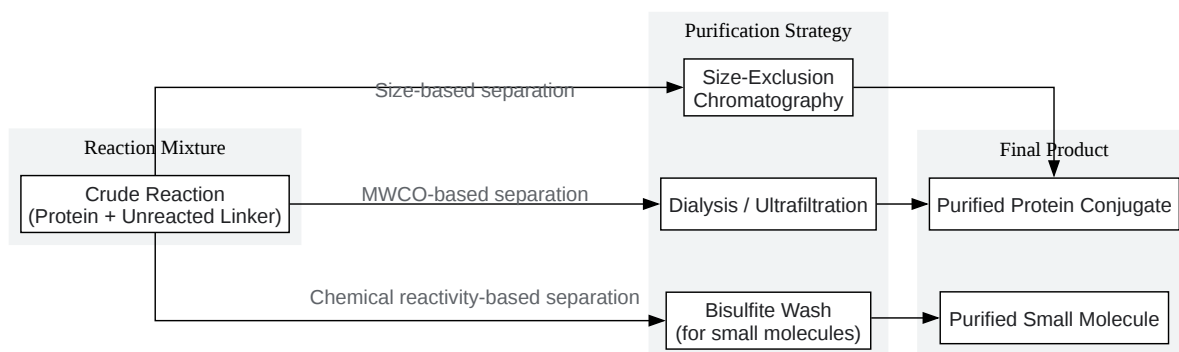 Purification Strategy
Size-based separation
Size-Exclusion
Chromatography
Reaction Mixture
Final Product
Crude Reaction
(Protein + Unreacted Linker)
MWCO-based separation
Dialysis / Ultrafiltration
Purified Protein Conjugate
Chemical reactivity-based separation
Bisulfite Wash
(for small molecules)
Purified Small Molecule